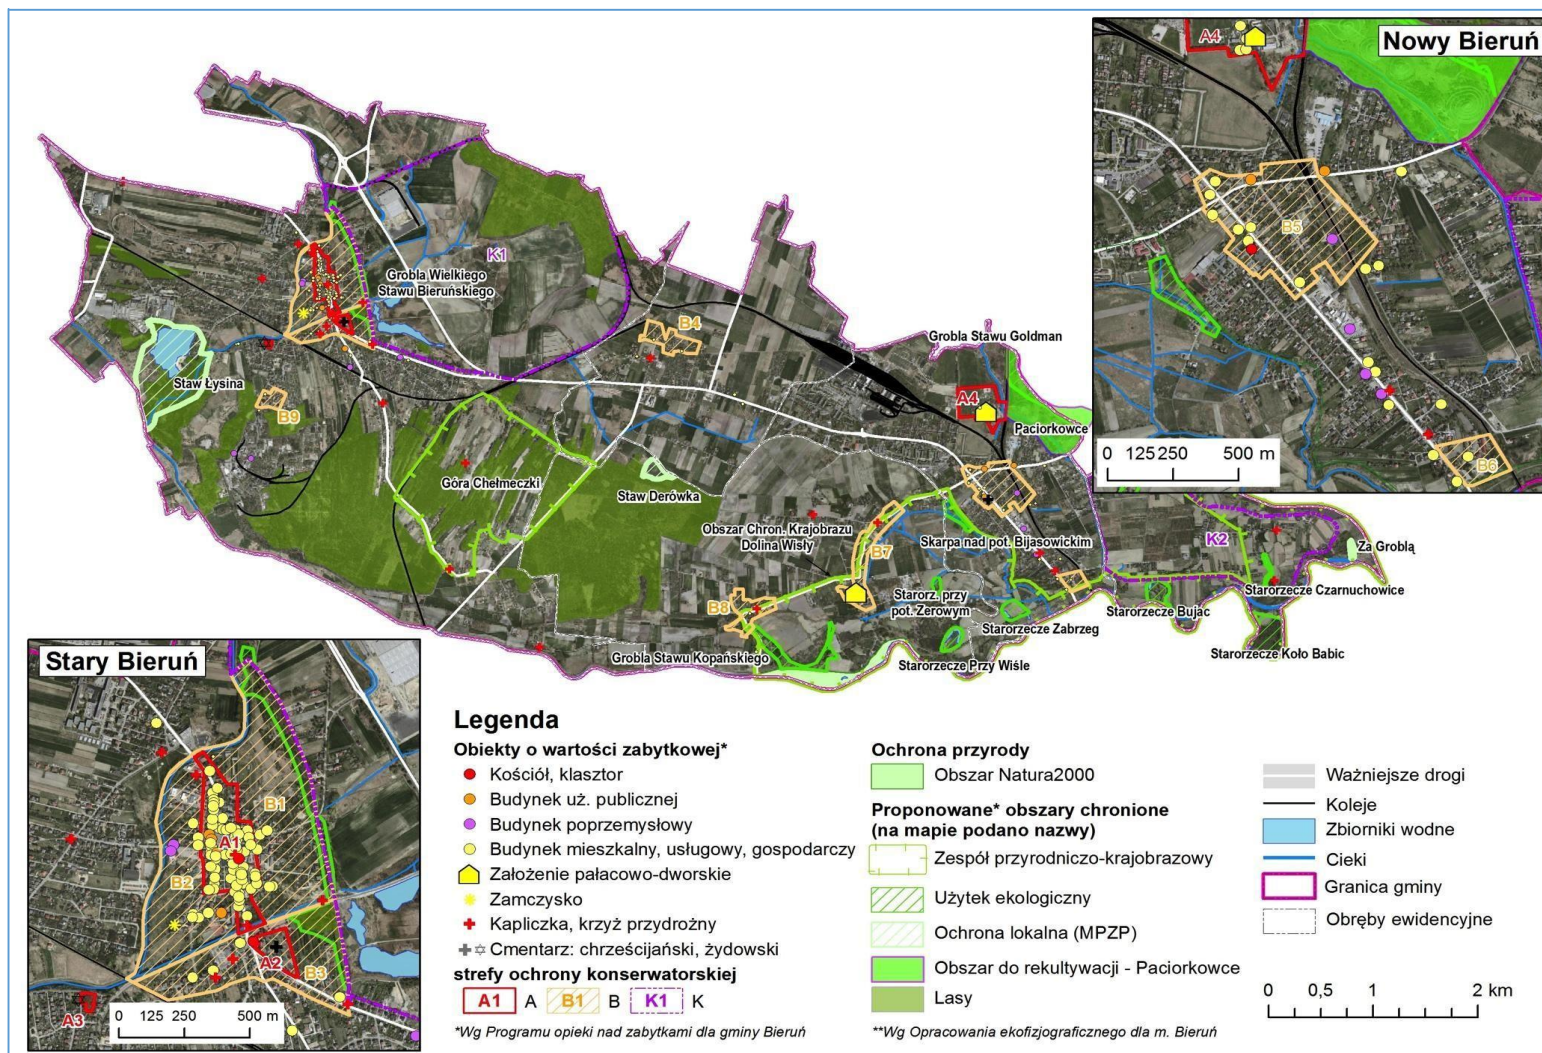 Nowy Bieruń
A4
B5
B6
0 125 250 500 m
K1
Grobla Wielkiego
Stawu Bieruńskiego
B4
Grobla Stawu Goldman
Staw Łysina
A4
B9
Paciorkowce
Góra Chełmeczki
Staw Derówka
Obszar Chron. Krajobrazu
Dolina Wisły
B7
Skarpa nad pot. Bijasowickim
K2
Za Groblą
Starorz. przy
pot. Zerowym
Starorzecze Czarnuchowice
Starorzecze Bujac
B8
Starorzecze Zabrzeg
Grobla Stawu Kopańskiego
Starorzecze Przy Wiśle
Starorzecze Koło Babic
Stary Bieruń
B1
A1
B2
A2
B3
A3
0 125 250 500 m
Legenda
Obiekty o wartości zabytkowej*
Kościół, klasztor
Budynek uż. publicznej
Budynek poprzemysłowy
Budynek mieszkalny, usługowy, gospodarczy
Założenie pałacowo-dworskie
Zamczysko
Kapliczka, krzyż przydrożny
Cmentarz: chrześcijański, żydowski
strefy ochrony konserwatorskiej
A1 A B1 B K1 K
*Wg Programu opieki nad zabytkami dla gminy Bieruń
Ochrona przyrody
Obszar Natura2000
Proponowane* obszary chronione
(na mapie podano nazwy)
Zespół przyrodniczo-krajobrazowy
Użytek ekologiczny
Ochrona lokalna (MPZP)
Obszar do rekultywacji - Paciorkowce
Lasy
**Wg Opracowania ekofizjograficznego dla m. Bieruń
Ważniejsze drogi
Koleje
Zbiorniki wodne
Cieki
Granica gminy
Obręby ewidencyjne
0 0,5 1 2 km